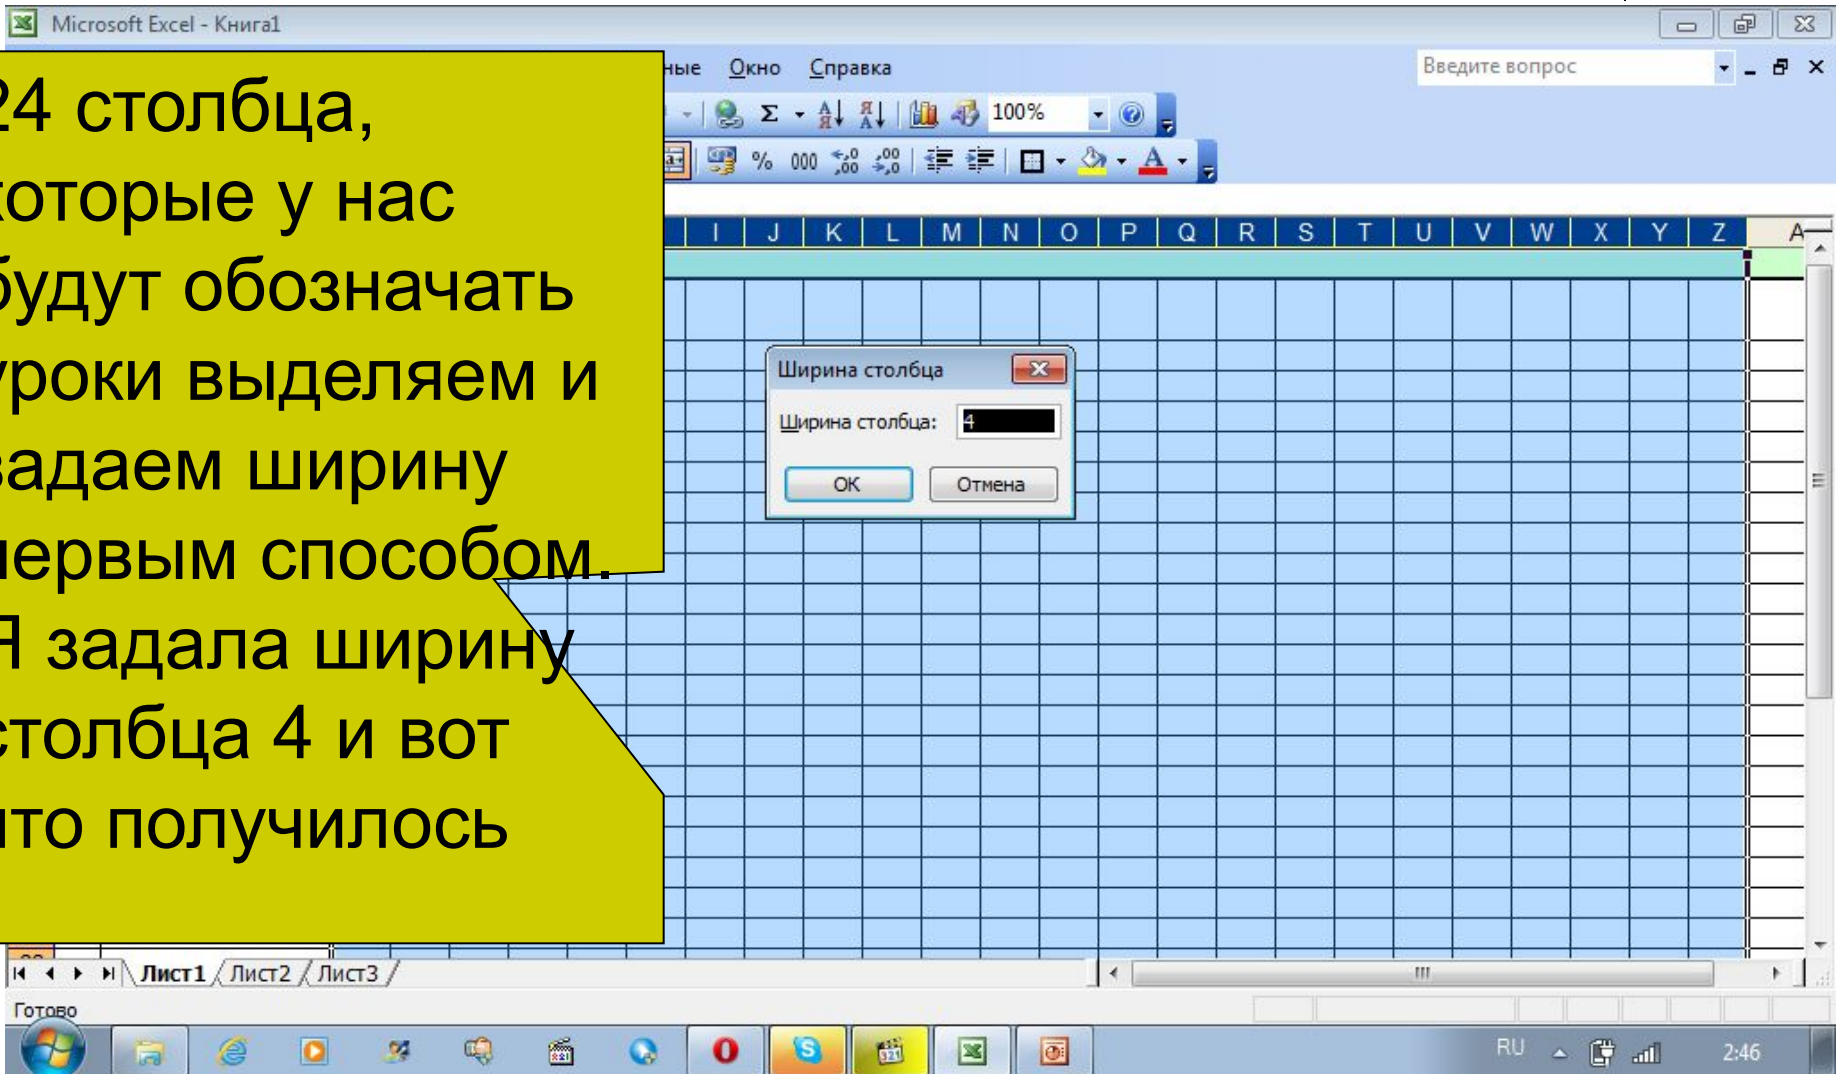 Microsoft Excel - Книга1
ные Окно Справка Введите вопрос
100%
% 000
I J K L M N O P Q R S T U V W X Y Z A
24 столбца,
которые у нас
будут обозначать
уроки выделяем и
задаем ширину
первым способом.
Я задала ширину
столбца 4 и вот
что получилось
Ширина столбца
Ширина столбца: 4
ОК Отмена
Лист1 Лист2 Лист3
Готово
RU 2:46